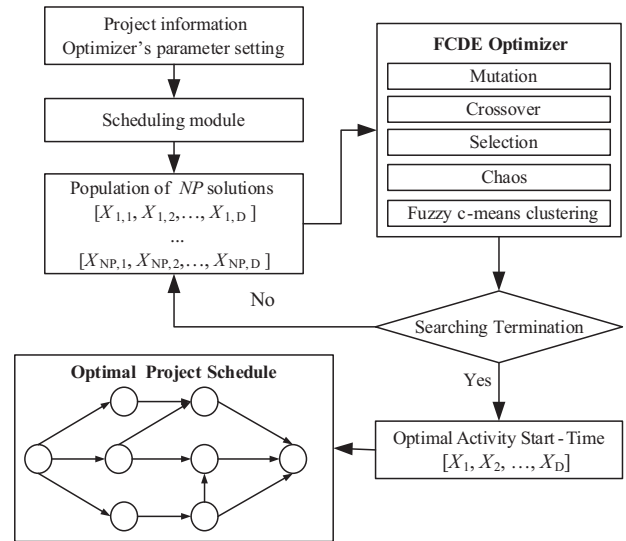 Project information
Optimizer's parameter setting
Scheduling module
Population of NP solutions
[X1,1, X1,2,..., X1,D ]
...
[XNP,1, XNP,2,..., XNP,D ]
FCDE Optimizer
Mutation
Crossover
Selection
Chaos
Fuzzy c-means clustering
No
Searching Termination
Yes
Optimal Project Schedule
Optimal Activity Start-Time
[X1, X2, ..., XD]